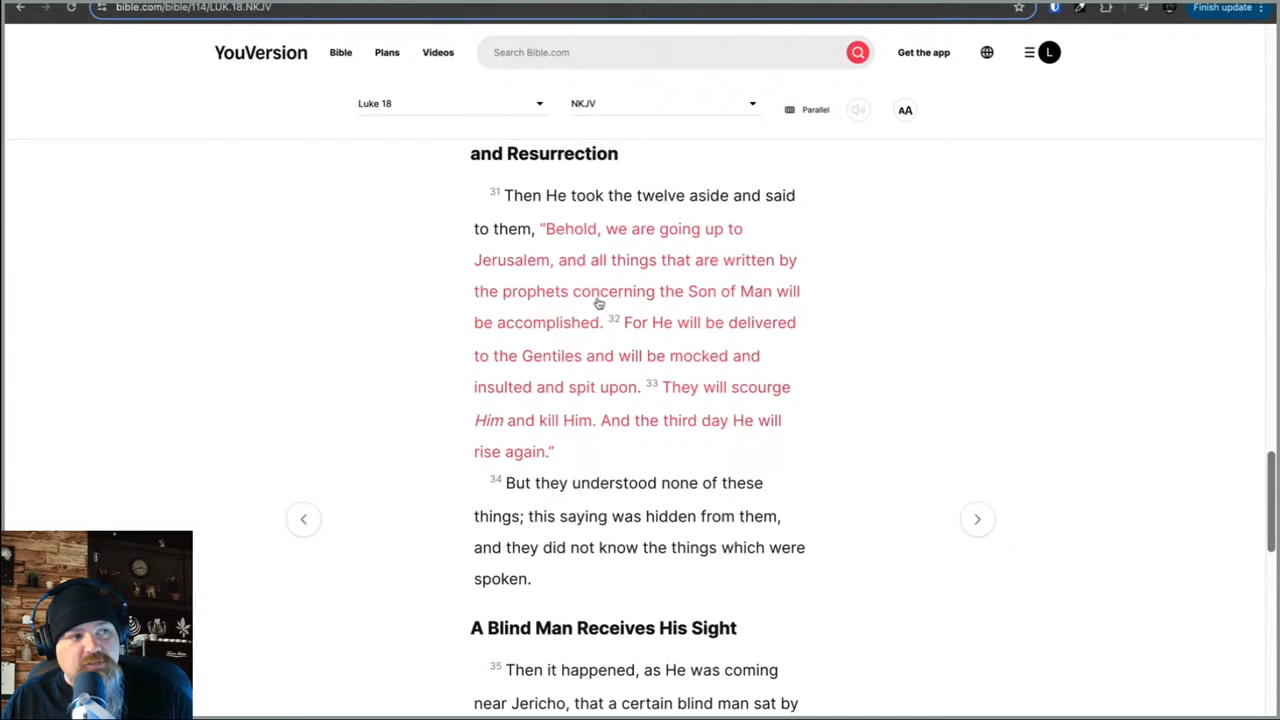 bible.com/bible/114/LUK.18.NKJV
Finish update
YouVersion
Bible
Plans
Videos
Search Bible.com
Get the app
L
Luke 18
NKJV
Parallel
AA
and Resurrection
31 Then He took the twelve aside and said
to them, “Behold, we are going up to
Jerusalem, and all things that are written by
the prophets concerning the Son of Man will
be accomplished. 32 For He will be delivered
to the Gentiles and will be mocked and
insulted and spit upon. 33 They will scourge
Him and kill Him. And the third day He will
rise again.”
34 But they understood none of these
things; this saying was hidden from them,
and they did not know the things which were
spoken.
A Blind Man Receives His Sight
35 Then it happened, as He was coming
near Jericho, that a certain blind man sat by